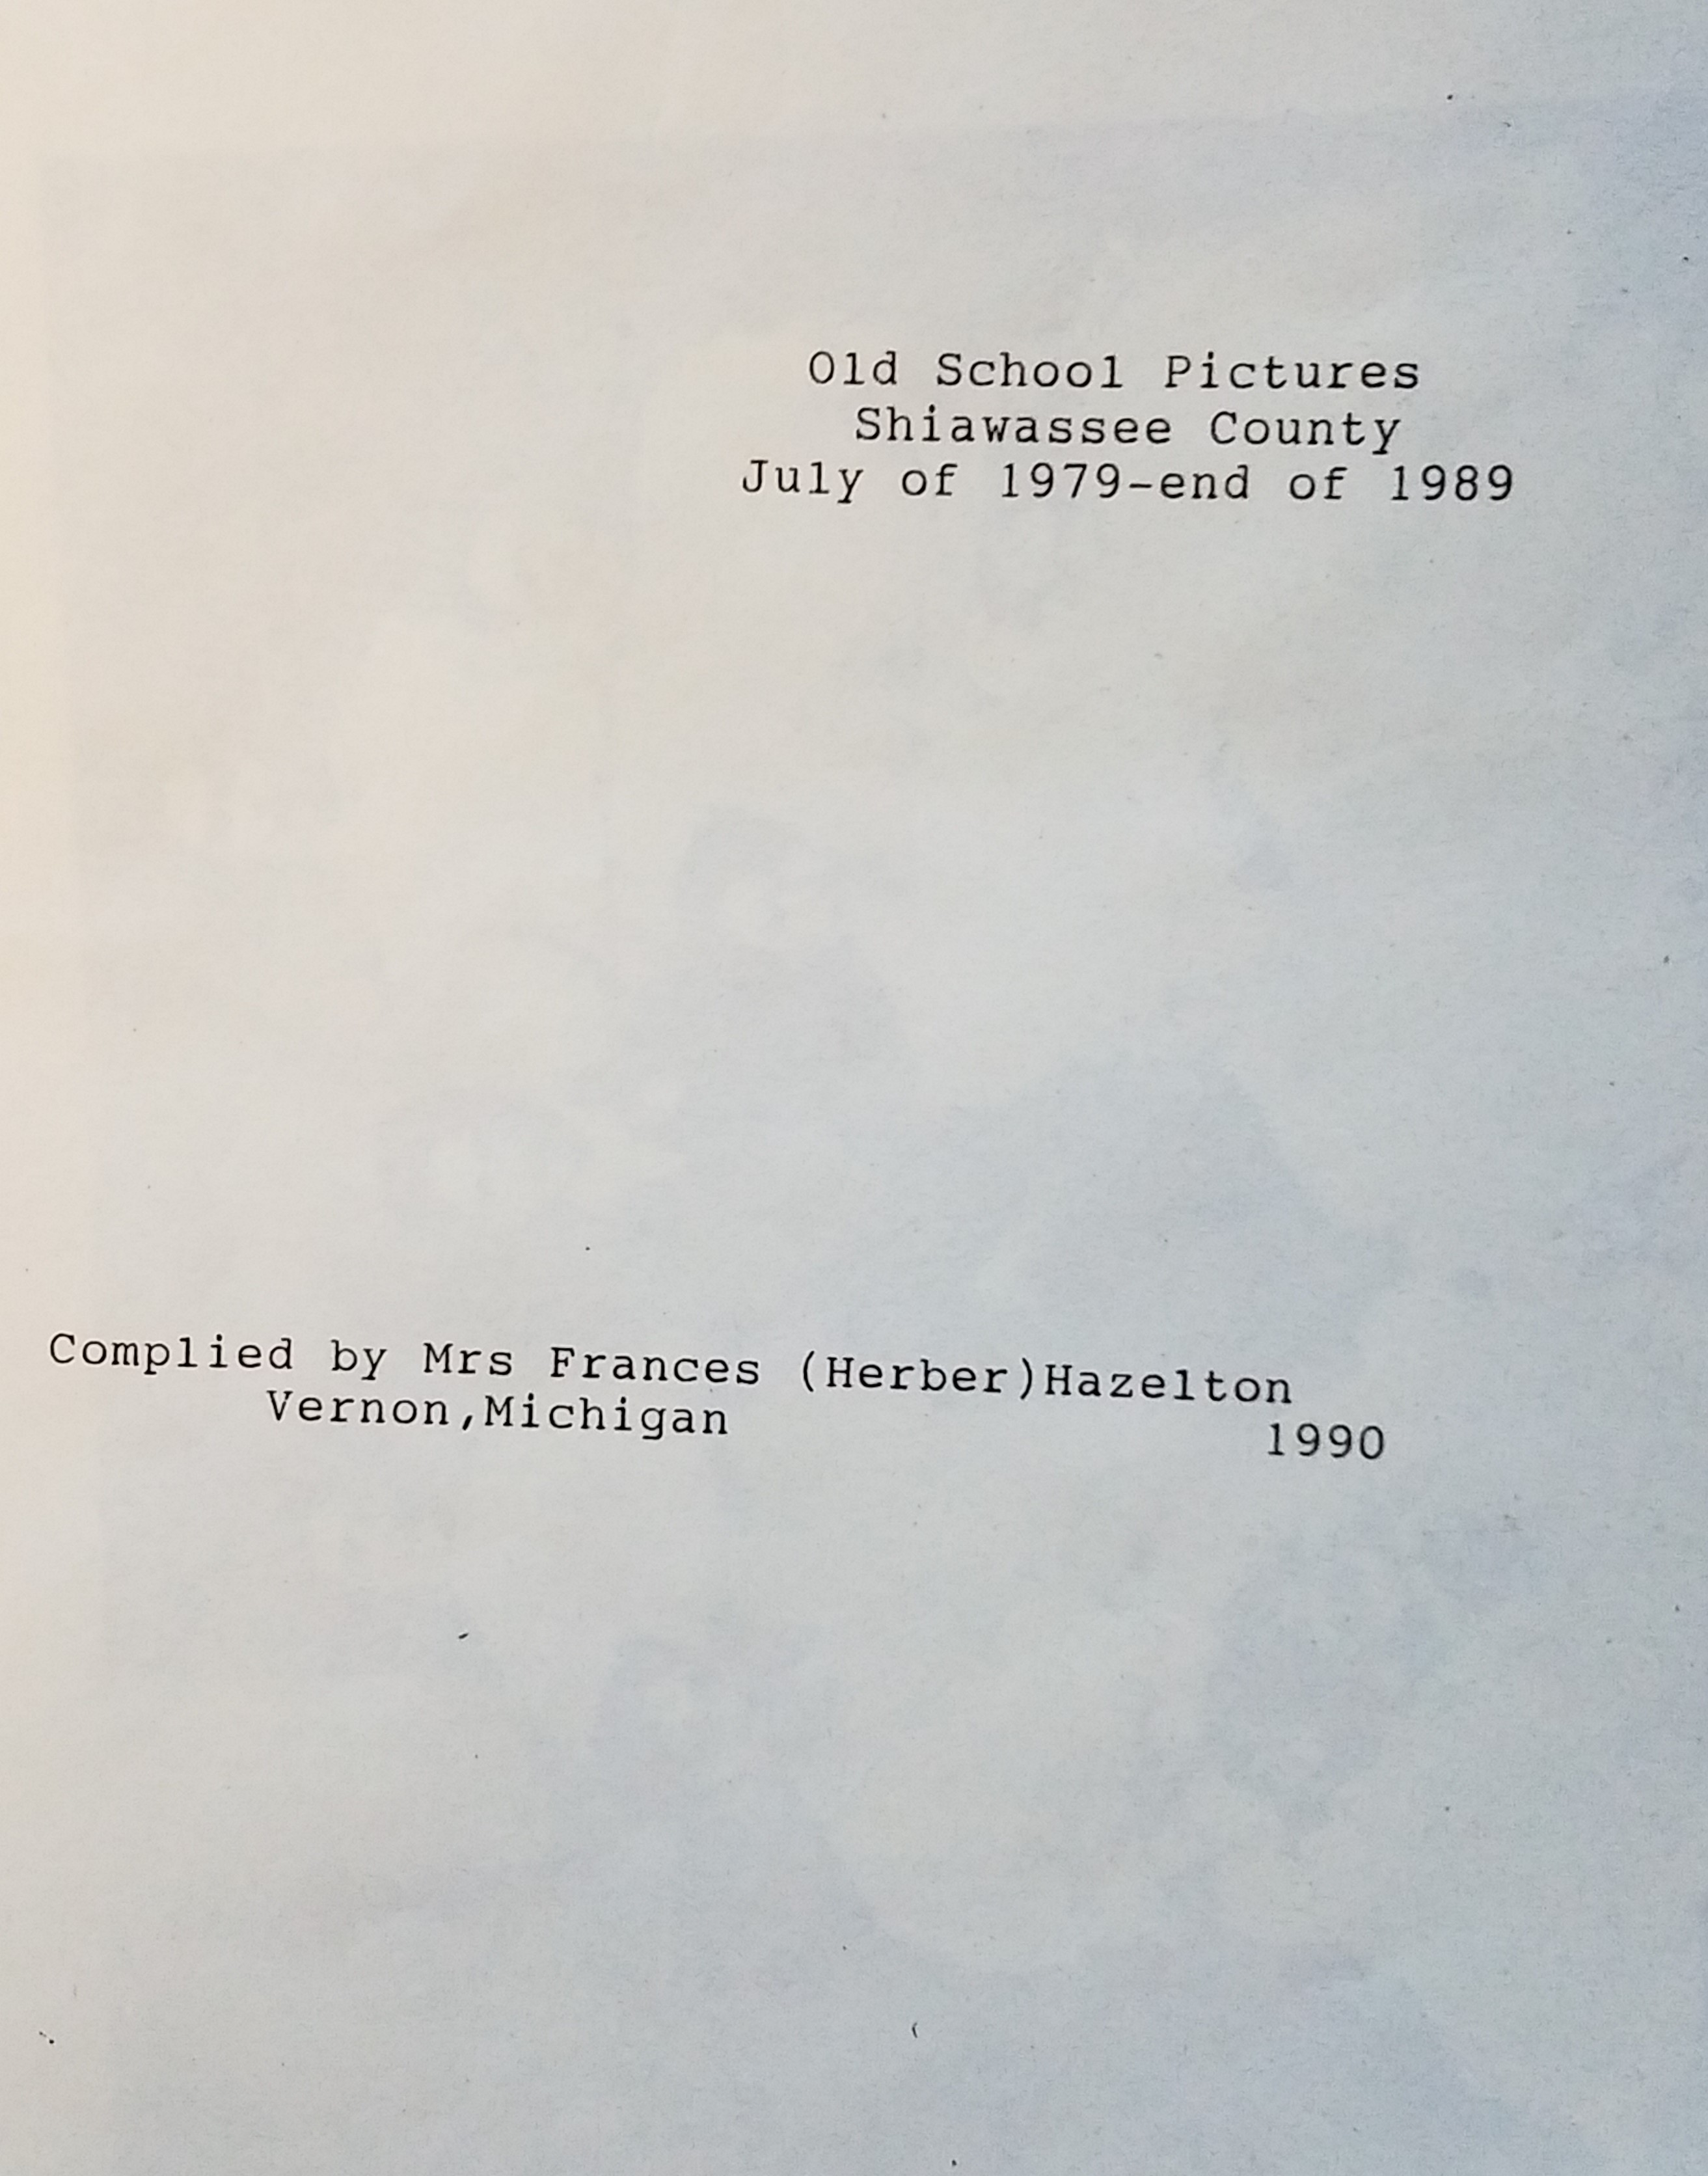 Old School Pictures
Shiawassee County
July of 1979-end of 1989
Complied by Mrs Frances (Herber)Hazelton
Vernon,Michigan 1990